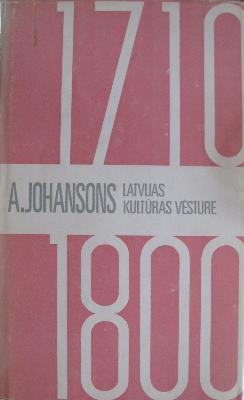 1710
A.JOHANSONS
LATVIJAS
KULTŪRAS VĒSTURE
1800